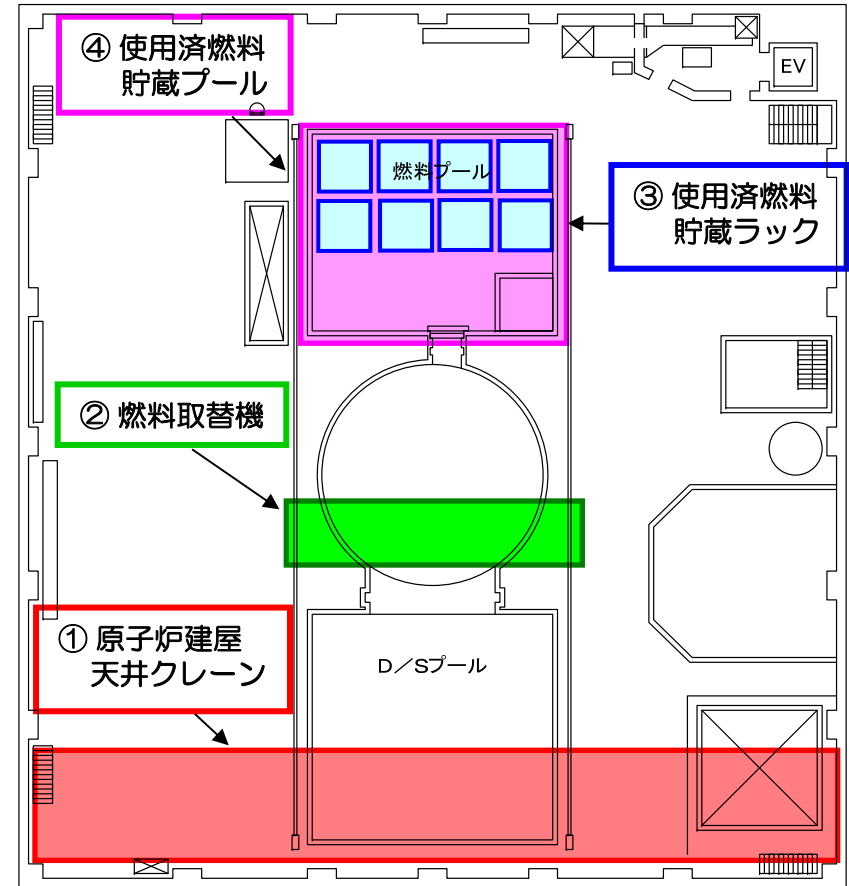 ④ 使用済燃料
貯蔵プール
EV
燃料プール
③ 使用済燃料
貯蔵ラック
② 燃料取替機
① 原子炉建屋
天井クレーン
D/Sプール